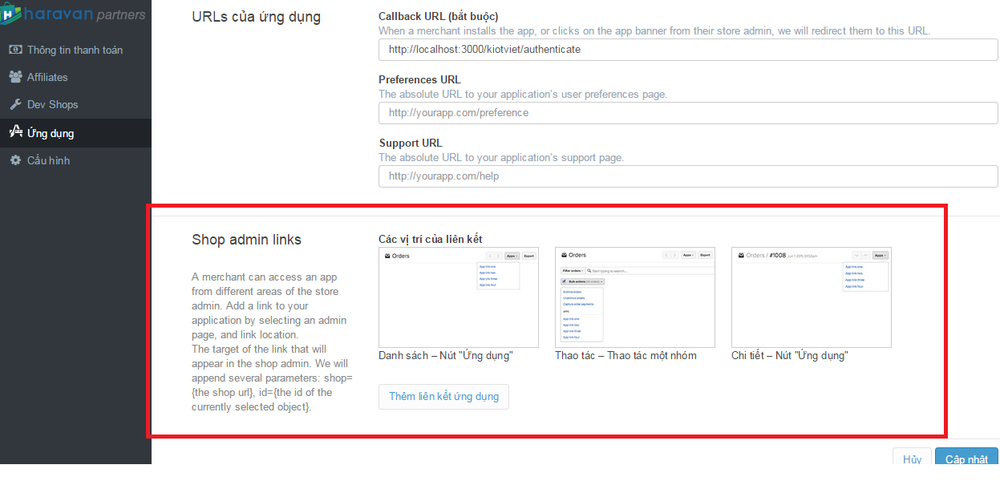 haravan partners
Thông tin thanh toán
Affiliates
Dev Shops
Ứng dụng
Cấu hình
URLs của ứng dụng
Callback URL (bắt buộc)
When a merchant installs the app, or clicks on the app banner from their store admin, we will redirect them to this URL.
http://localhost:3000/kiotviet/authenticate
Preferences URL
The absolute URL to your application's user preferences page.
http://yourapp.com/preference
Support URL
The absolute URL to your application's support page.
http://yourapp.com/help
Shop admin links
A merchant can access an app
from different areas of the store
admin. Add a link to your
application by selecting an admin
page, and link location.
The target of the link that will
appear in the shop admin. We will
append several parameters: shop=
{the shop url}, id={the id of the
currently selected object}.
Các vị trí của liên kết
Orders
Apps
Export
App link one
App link two
App link three
App link four
Danh sách – Nút "Ứng dụng"
Orders
Apps
Export
Filter orders
Start typing to search...
Bulk actions
Archive orders
Unarchive orders
Capture order payments
APPS
App link one
App link two
App link three
App link four
Thao tác – Thao tác một nhóm
Orders / #1008
Apps
App link one
App link two
App link three
App link four
Chi tiết – Nút "Ứng dụng"
Thêm liên kết ứng dụng
Hủy
Cập nhật